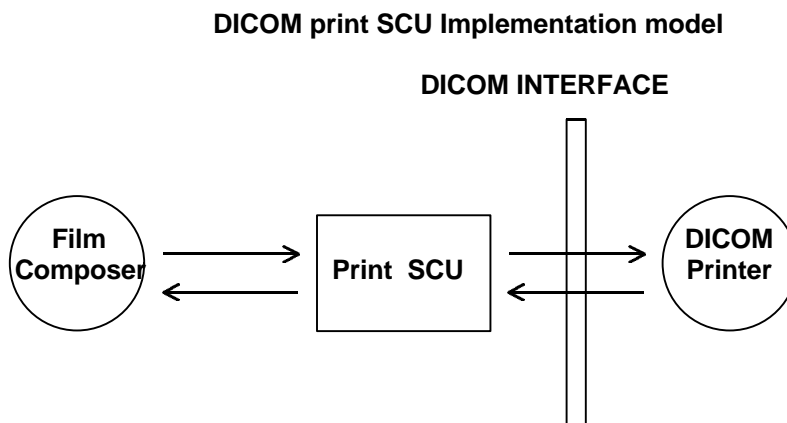 DICOM print SCU Implementation model
DICOM INTERFACE
Film
Composer
Print SCU
DICOM
Printer